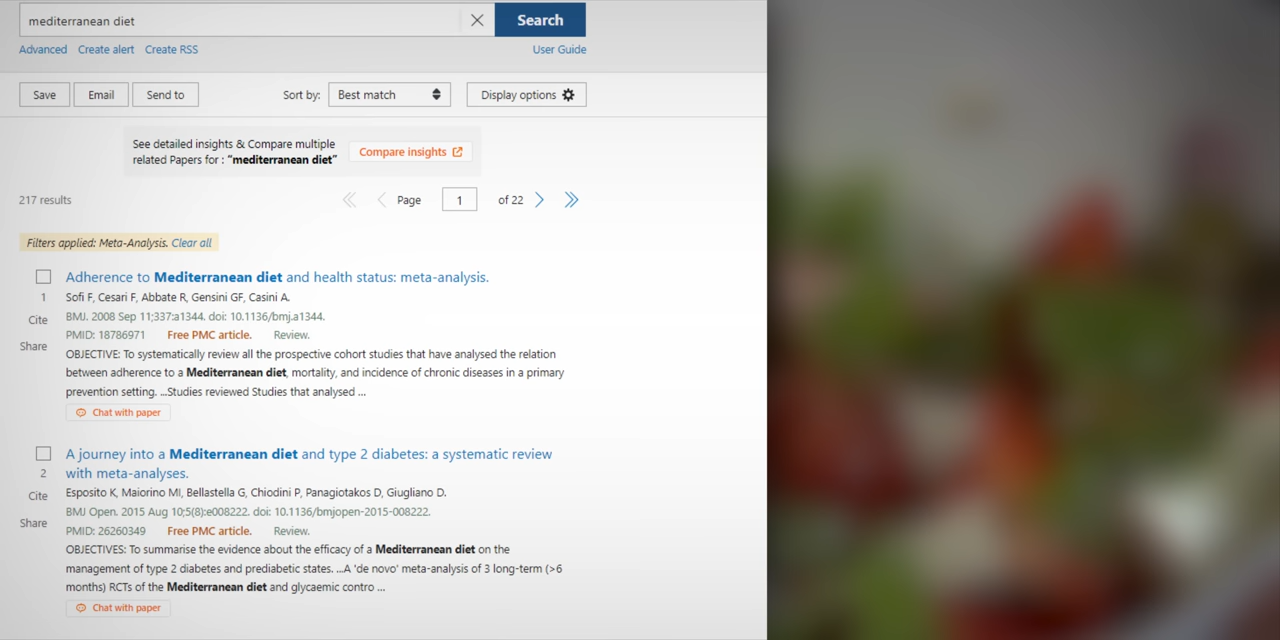 mediterranean diet
Search
Advanced Create alert Create RSS User Guide
Save Email Send to Sort by: Best match Display options
See detailed insights & Compare multiple
related Papers for : "mediterranean diet" Compare insights
217 results Page 1 of 22
Filters applied: Meta-Analysis. Clear all
Adherence to Mediterranean diet and health status: meta-analysis.
1 Sofi F, Cesari F, Abbate R, Gensini GF, Casini A.
Cite BMJ. 2008 Sep 11;337:a1344. doi: 10.1136/bmj.a1344.
PMID: 18786971 Free PMC article. Review.
Share
OBJECTIVE: To systematically review all the prospective cohort studies that have analysed the relation
between adherence to a Mediterranean diet, mortality, and incidence of chronic diseases in a primary
prevention setting. ...Studies reviewed Studies that analysed ...
Chat with paper
A journey into a Mediterranean diet and type 2 diabetes: a systematic review
2 with meta-analyses.
Cite Esposito K, Maiorino MI, Bellastella G, Chiodini P, Panagiotakos D, Giugliano D.
BMJ Open. 2015 Aug 10;5(8):e008222. doi: 10.1136/bmjopen-2015-008222.
Share PMID: 26260349 Free PMC article. Review.
OBJECTIVES: To summarise the evidence about the efficacy of a Mediterranean diet on the
management of type 2 diabetes and prediabetic states. ...A 'de novo' meta-analysis of 3 long-term (>6
months) RCTs of the Mediterranean diet and glycaemic contro ...
Chat with paper